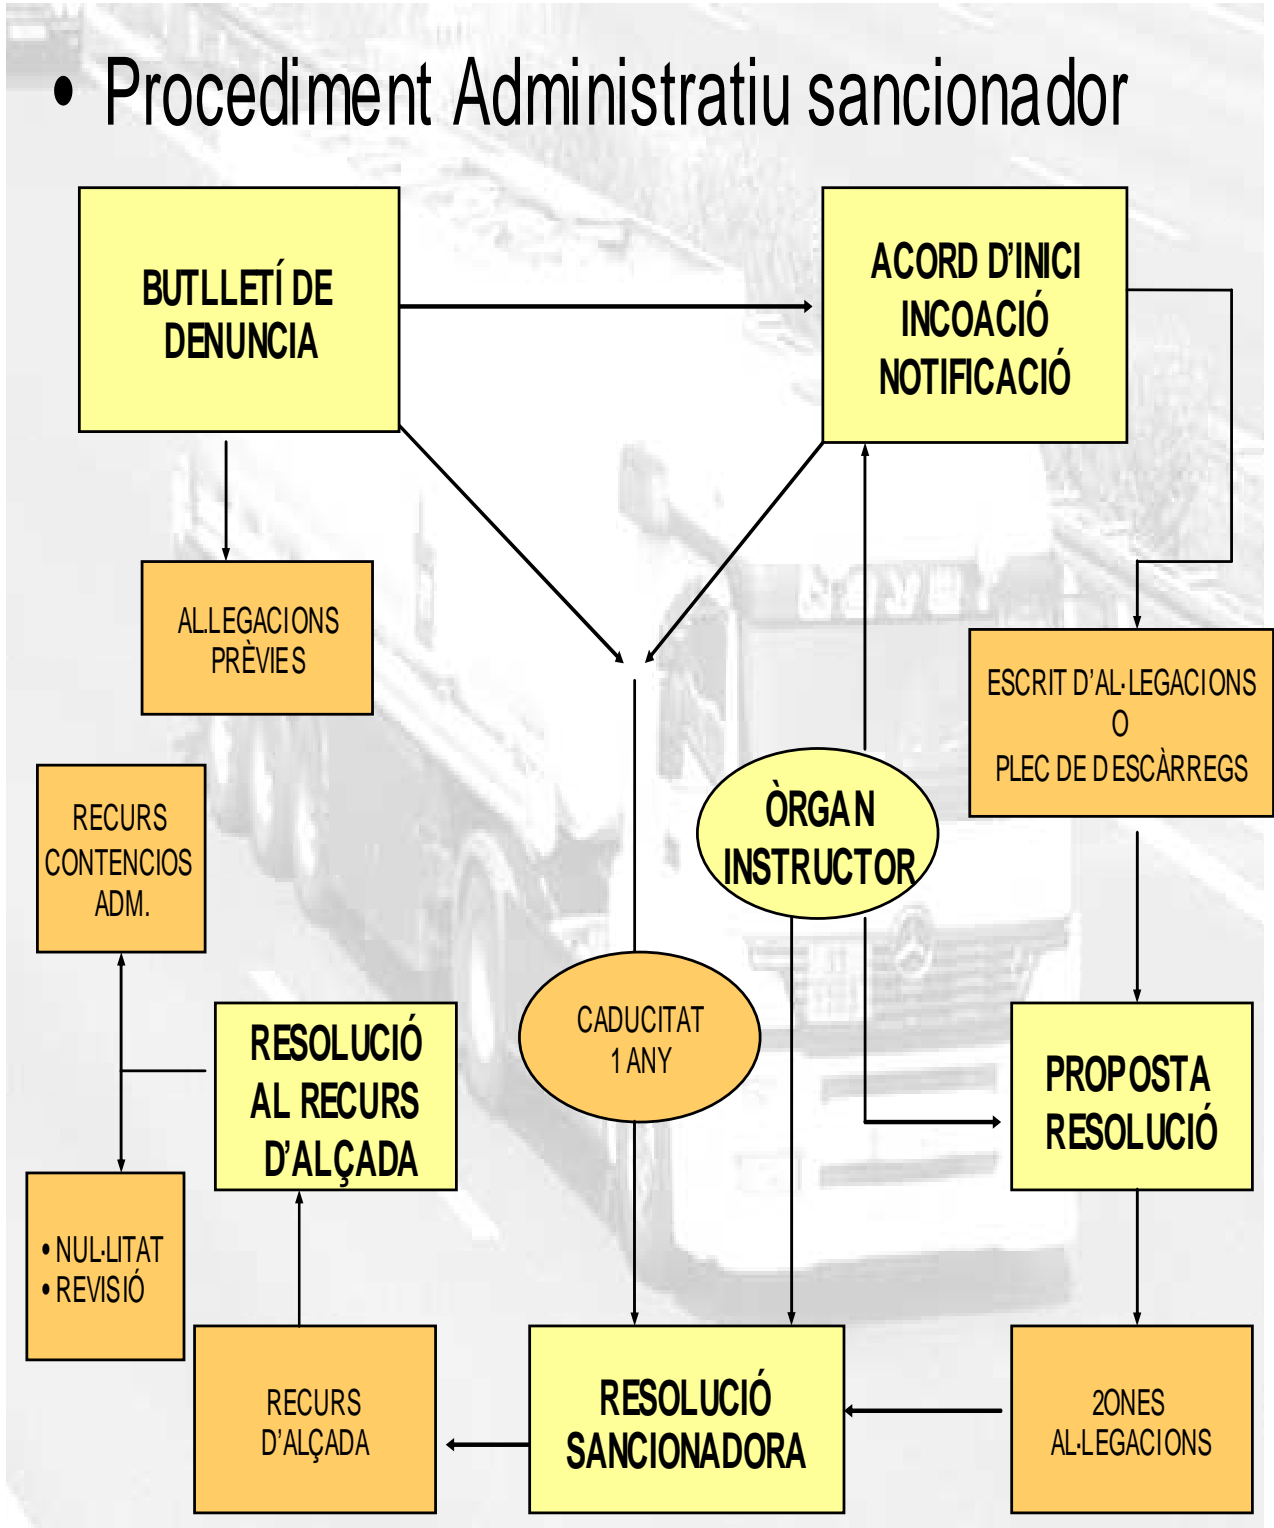 • Procediment Administratiu sancionador
BUTLLETÍ DE
DENUNCIA
ACORD D'INICI
INCOACIÓ
NOTIFICACIÓ
AL.LEGACIONS
PRÈVIES
ESCRIT D'AL·LEGACIONS
O
PLEC DE DESCÀRREGS
RECURS
CONTENCIOS
ADM.
ÒRGAN
INSTRUCTOR
CADUCITAT
1 ANY
RESOLUCIÓ
AL RECURS
D'ALÇADA
PROPOSTA
RESOLUCIÓ
• NUL·LITAT
• REVISIÓ
RECURS
D'ALÇADA
RESOLUCIÓ
SANCIONADORA
2ONES
AL·LEGACIONS